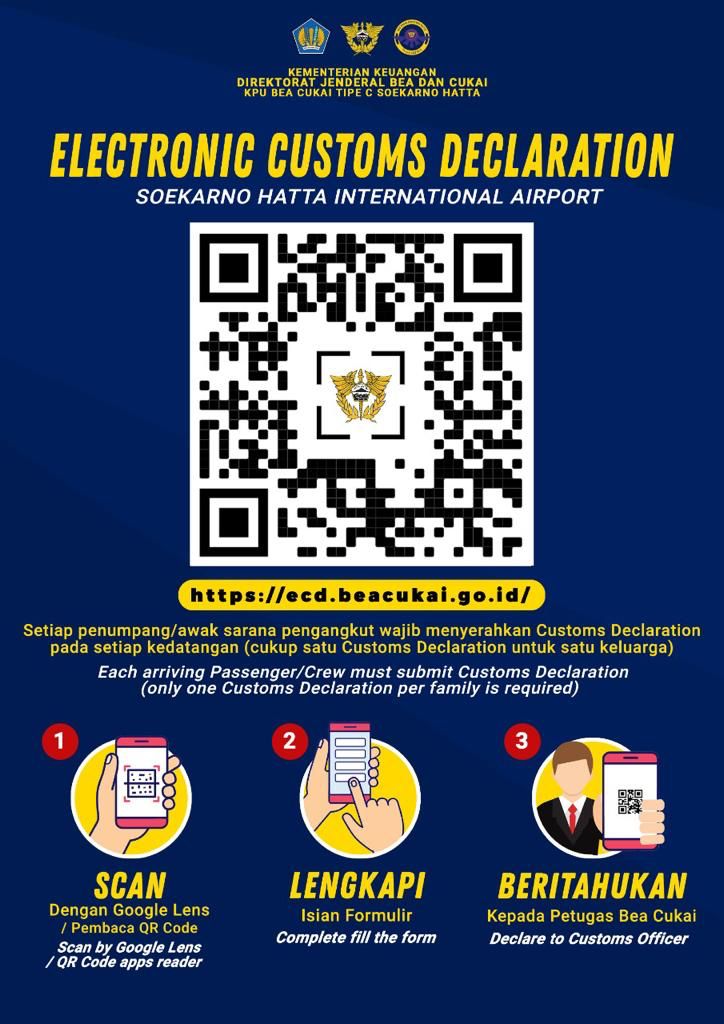 KEMENTERIAN KEUANGAN
DIREKTORAT JENDERAL BEA DAN CUKAI
KPU BEA CUKAI TIPE C SOEKARNO HATTA
ELECTRONIC CUSTOMS DECLARATION
SOEKARNO HATTA INTERNATIONAL AIRPORT
https://ecd.beacukai.go.id/
Setiap penumpang/awak sarana pengangkut wajib menyerahkan Customs Declaration
pada setiap kedatangan (cukup satu Customs Declaration untuk satu keluarga)
Each arriving Passenger/Crew must submit Customs Declaration
(only one Customs Declaration per family is required)
1
SCAN
Dengan Google Lens
/ Pembaca QR Code
Scan by Google Lens
/ QR Code apps reader
2
LENGKAPI
Isian Formulir
Complete fill the form
3
BERITAHUKAN
Kepada Petugas Bea Cukai
Declare to Customs Officer